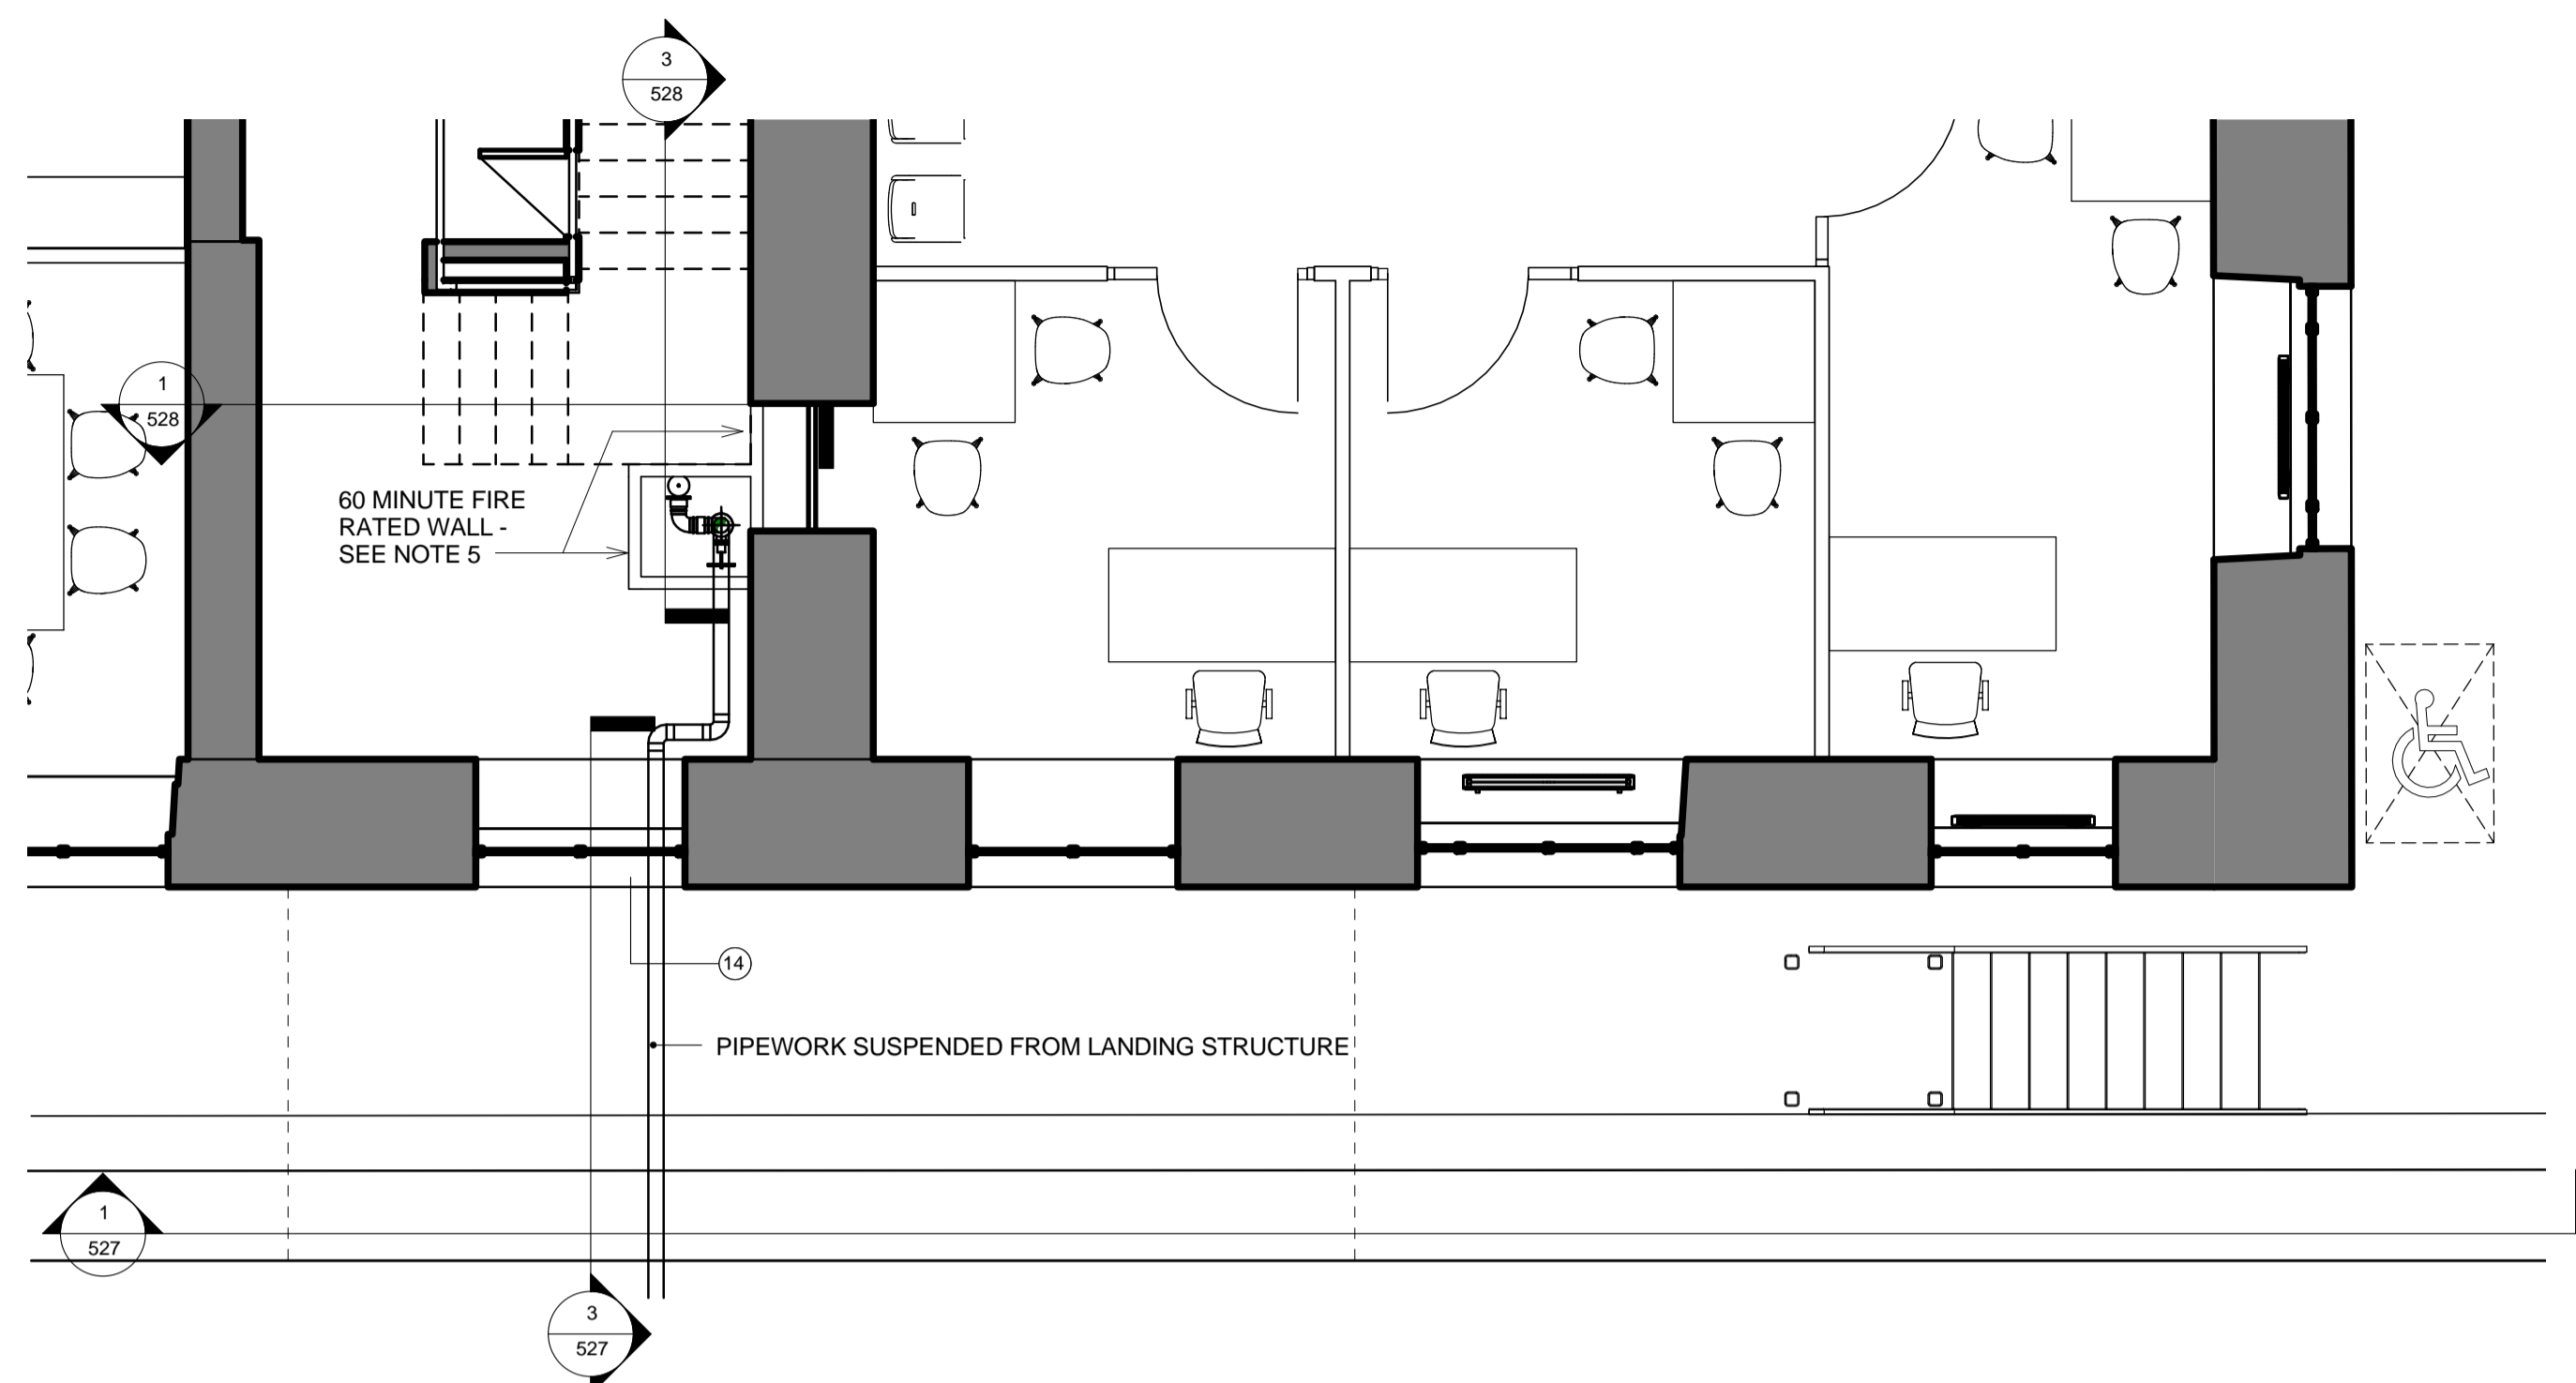 3
528
1
528
60 MINUTE FIRE
RATED WALL -
SEE NOTE 5
14
PIPEWORK SUSPENDED FROM LANDING STRUCTURE
1
527
3
527